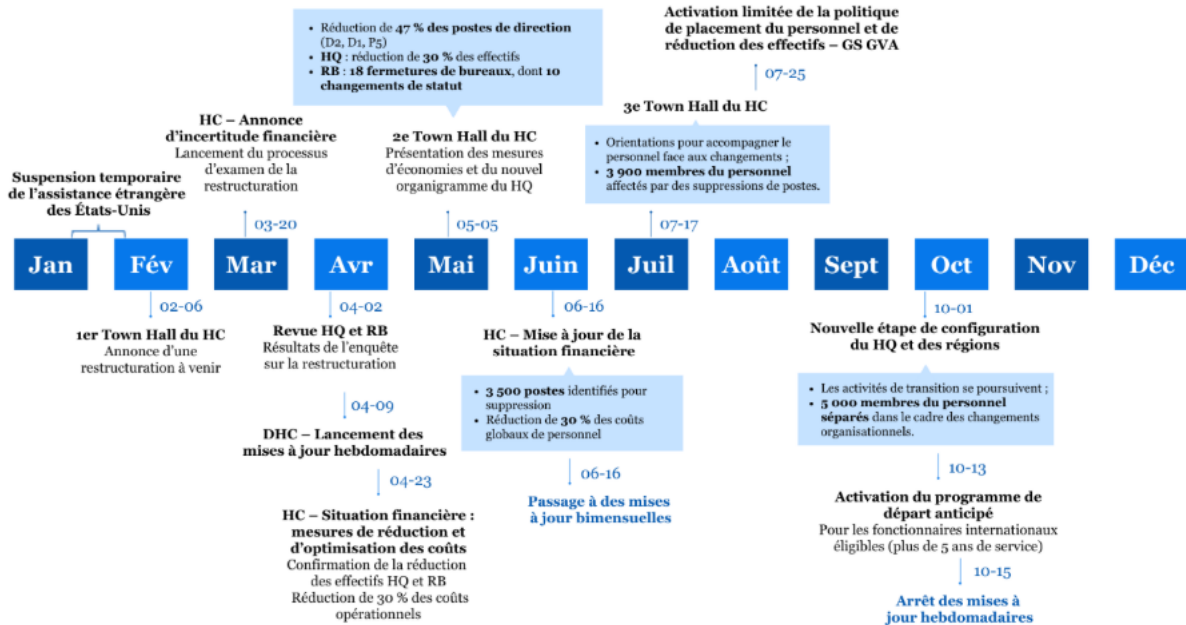 • Réduction de 47 % des postes de direction
(D2, D1, P5)
• HQ : réduction de 30 % des effectifs
• RB : 18 fermetures de bureaux, dont 10
changements de statut
Activation limitée de la politique
de placement du personnel et de
réduction des effectifs – GS GVA
07-25
HC – Annonce
d’incertitude financière
Lancement du processus
d’examen de la
restructuration
03-20
2e Town Hall du HC
Présentation des mesures
d’économies et du nouvel
organigramme du HQ
05-05
3e Town Hall du HC
• Orientations pour accompagner le
personnel face aux changements ;
• 3 900 membres du personnel
affectés par des suppressions de postes.
07-17
Suspension temporaire
de l’assistance étrangère
des États-Unis
Jan
Fév
Mar
Avr
Mai
Juin
Juil
Août
Sept
Oct
Nov
Déc
02-06
1er Town Hall du HC
Annonce d’une
restructuration à venir
04-02
Revue HQ et RB
Résultats de l’enquête
sur la restructuration
04-09
DHC – Lancement des
mises à jour hebdomadaires
04-23
HC – Situation financière :
mesures de réduction et
d’optimisation des coûts
Confirmation de la réduction
des effectifs HQ et RB
Réduction de 30 % des coûts
opérationnels
06-16
HC – Mise à jour de la
situation financière
• 3 500 postes identifiés pour
suppression
• Réduction de 30 % des coûts
globaux de personnel
06-16
Passage à des mises
à jour bimensuelles
10-01
Nouvelle étape de configuration
du HQ et des régions
• Les activités de transition se poursuivent ;
• 5 000 membres du personnel
séparés dans le cadre des changements
organisationnels.
10-13
Activation du programme de
départ anticipé
Pour les fonctionnaires internationaux
éligibles (plus de 5 ans de service)
10-15
Arrêt des mises à
jour hebdomadaires